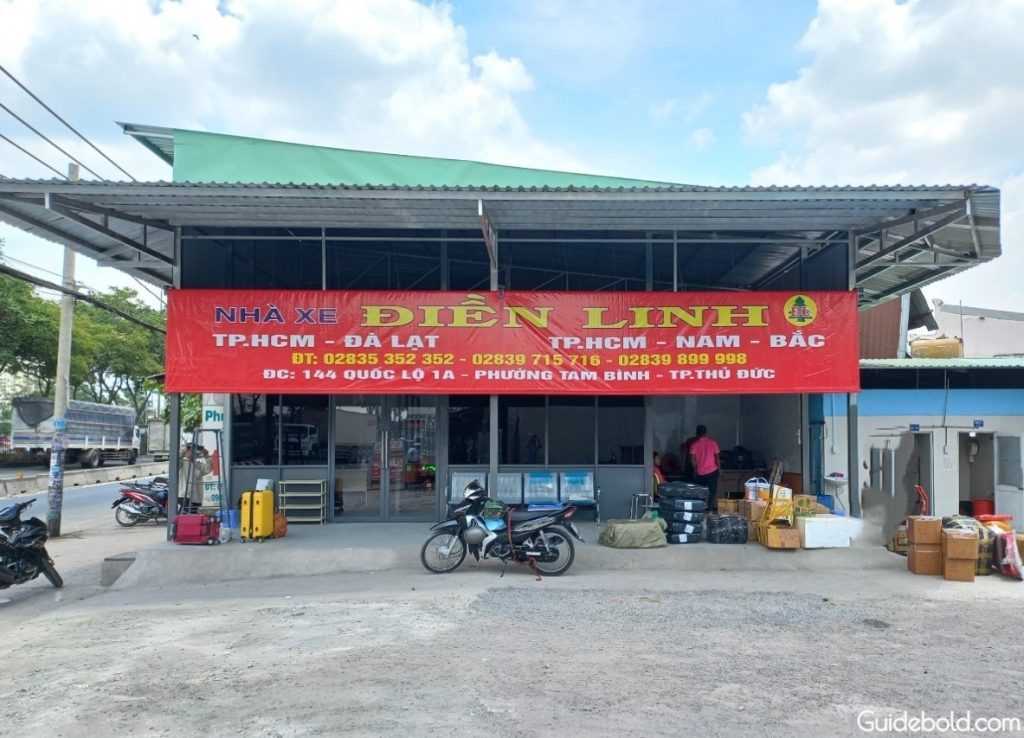 NHÀ XE ĐIỀN LINH
TP.HCM - ĐÀ LẠT TP.HCM - NAM - BẮC
ĐT: 02835 352 352 - 02839 715 716 - 02839 899 998
ĐC: 144 QUỐC LỘ 1A - PHƯỜNG TAM BÌNH - TP.THỦ ĐỨC
Guidebold.com